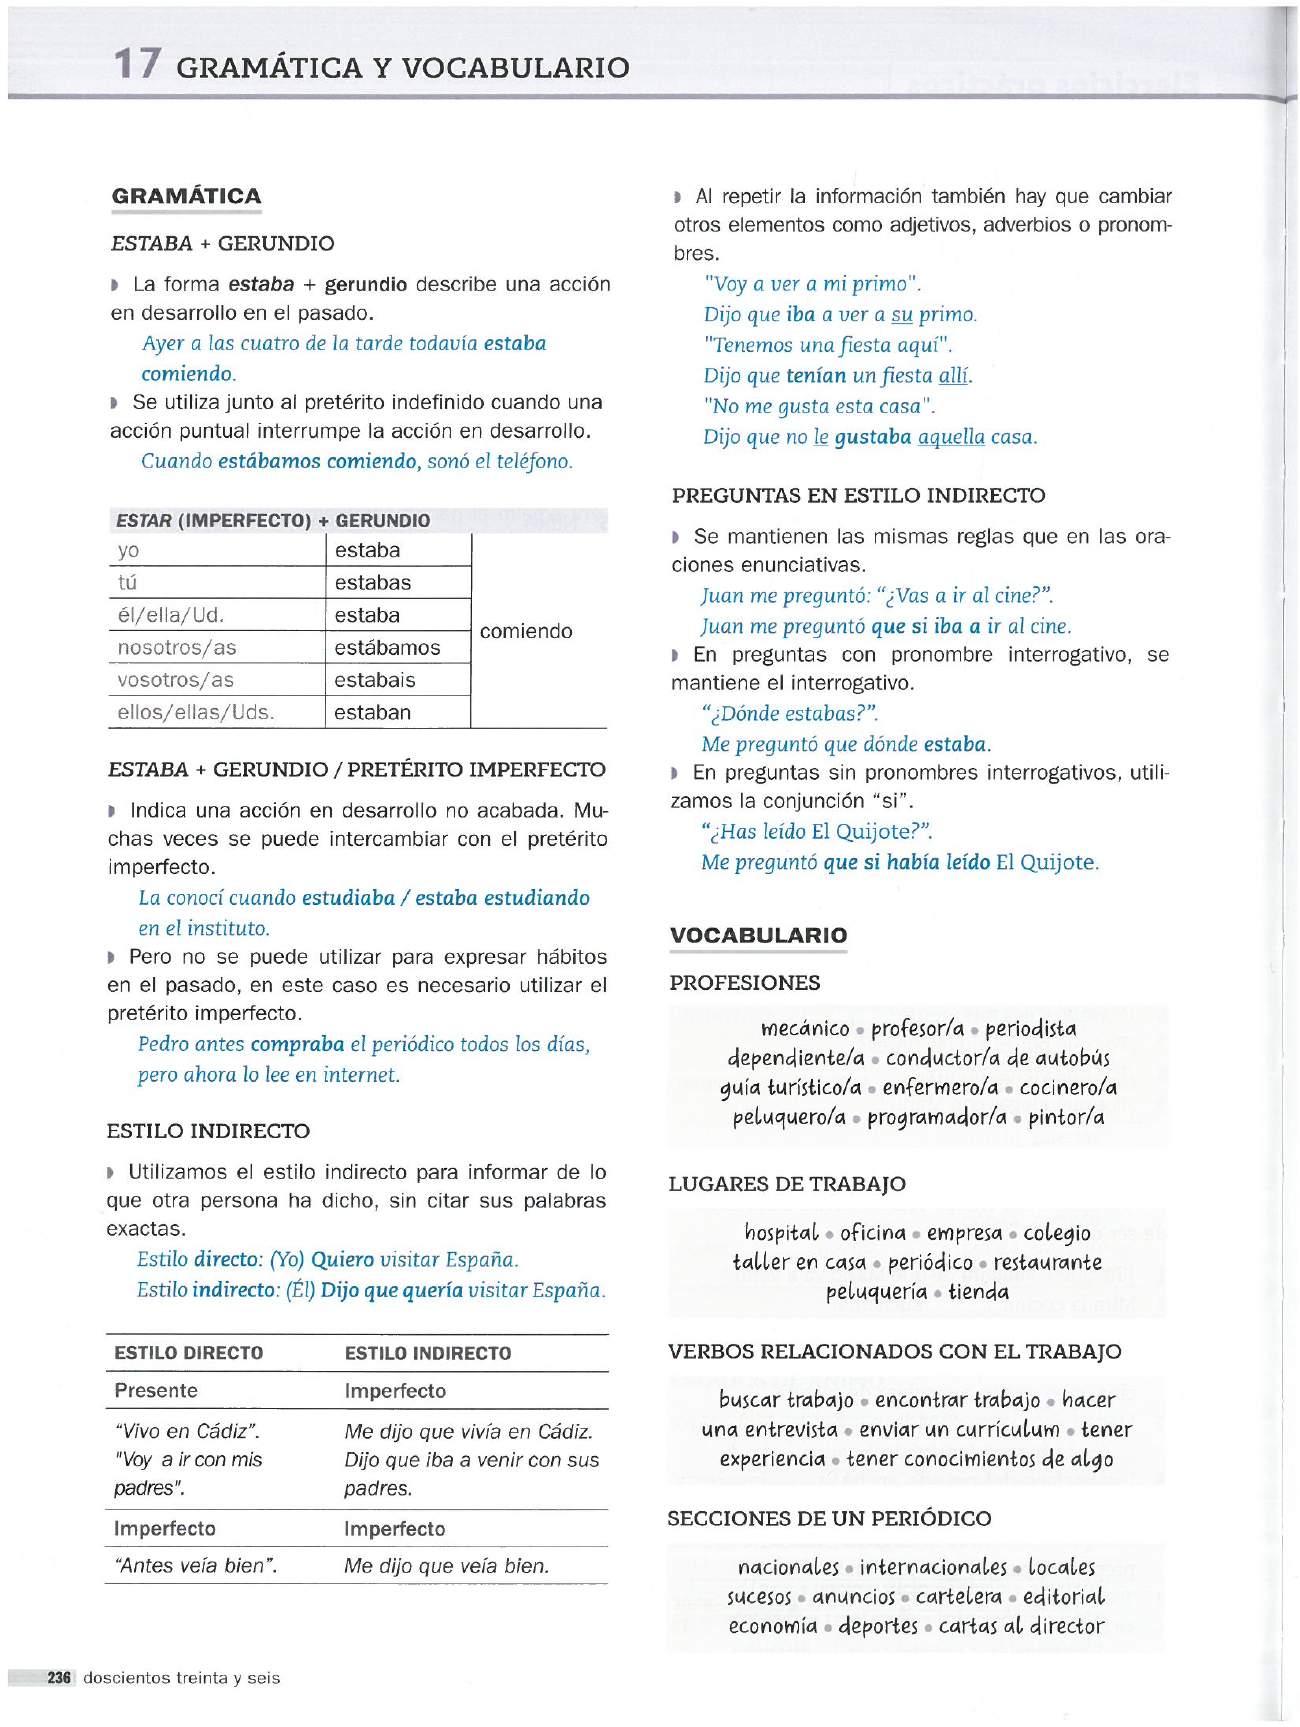 17 GRAMÁTICA Y VOCABULARIO
GRAMÁTICA
ESTABA + GERUNDIO
La forma estaba + gerundio describe una acción
en desarrollo en el pasado.
Ayer a las cuatro de la tarde todavía estaba
comiendo.
Se utiliza junto al pretérito indefinido cuando una
acción puntual interrumpe la acción en desarrollo.
Cuando estábamos comiendo, sonó el teléfono.
ESTAR (IMPERFECTO) + GERUNDIO
yo estaba
tú estabas
él/ella/Ud. estaba
comiendo
nosotros/as estábamos
vosotros/as estabais
ellos/ellas/Uds. estaban
ESTABA + GERUNDIO / PRETÉRITO IMPERFECTO
Indica una acción en desarrollo no acabada. Mu-
chas veces se puede intercambiar con el pretérito
imperfecto.
La conocí cuando estudiaba / estaba estudiando
en el instituto.
Pero no se puede utilizar para expresar hábitos
en el pasado, en este caso es necesario utilizar el
pretérito imperfecto.
Pedro antes compraba el periódico todos los días,
pero ahora lo lee en internet.
ESTILO INDIRECTO
Utilizamos el estilo indirecto para informar de lo
que otra persona ha dicho, sin citar sus palabras
exactas.
Estilo directo: (Yo) Quiero visitar España.
Estilo indirecto: (Él) Dijo que quería visitar España.
ESTILO DIRECTO ESTILO INDIRECTO
Presente Imperfecto
"Vivo en Cádiz". Me dijo que vivía en Cádiz.
"Voy a ir con mis Dijo que iba a venir con sus
padres". padres.
Imperfecto Imperfecto
"Antes veía bien". Me dijo que veía bien.
Al repetir la información también hay que cambiar
otros elementos como adjetivos, adverbios o pronom-
bres.
"Voy a ver a mi primo".
Dijo que iba a ver a su primo.
"Tenemos una fiesta aquí".
Dijo que tenían un fiesta allí.
"No me gusta esta casa".
Dijo que no le gustaba aquella casa.
PREGUNTAS EN ESTILO INDIRECTO
Se mantienen las mismas reglas que en las ora-
ciones enunciativas.
Juan me preguntó: "¿Vas a ir al cine?".
Juan me preguntó que si iba a ir al cine.
En preguntas con pronombre interrogativo, se
mantiene el interrogativo.
"¿Dónde estabas?".
Me preguntó que dónde estaba.
En preguntas sin pronombres interrogativos, utili-
zamos la conjunción "si".
"¿Has leído El Quijote?".
Me preguntó que si había leído El Quijote.
VOCABULARIO
PROFESIONES
mecánico • profesor/a • periodista
dependiente/a • conductor/a de autobús
guía turístico/a • enfermero/a • cocinero/a
peluquero/a • programador/a • pintor/a
LUGARES DE TRABAJO
hospital • oficina • empresa • colegio
taller en casa • periódico • restaurante
peluquería • tienda
VERBOS RELACIONADOS CON EL TRABAJO
buscar trabajo • encontrar trabajo • hacer
una entrevista • enviar un currículum • tener
experiencia • tener conocimientos de algo
SECCIONES DE UN PERIÓDICO
nacionales • internacionales • locales
sucesos • anuncios • cartelera • editorial
economía • deportes • cartas al director
236 doscientos treinta y seis